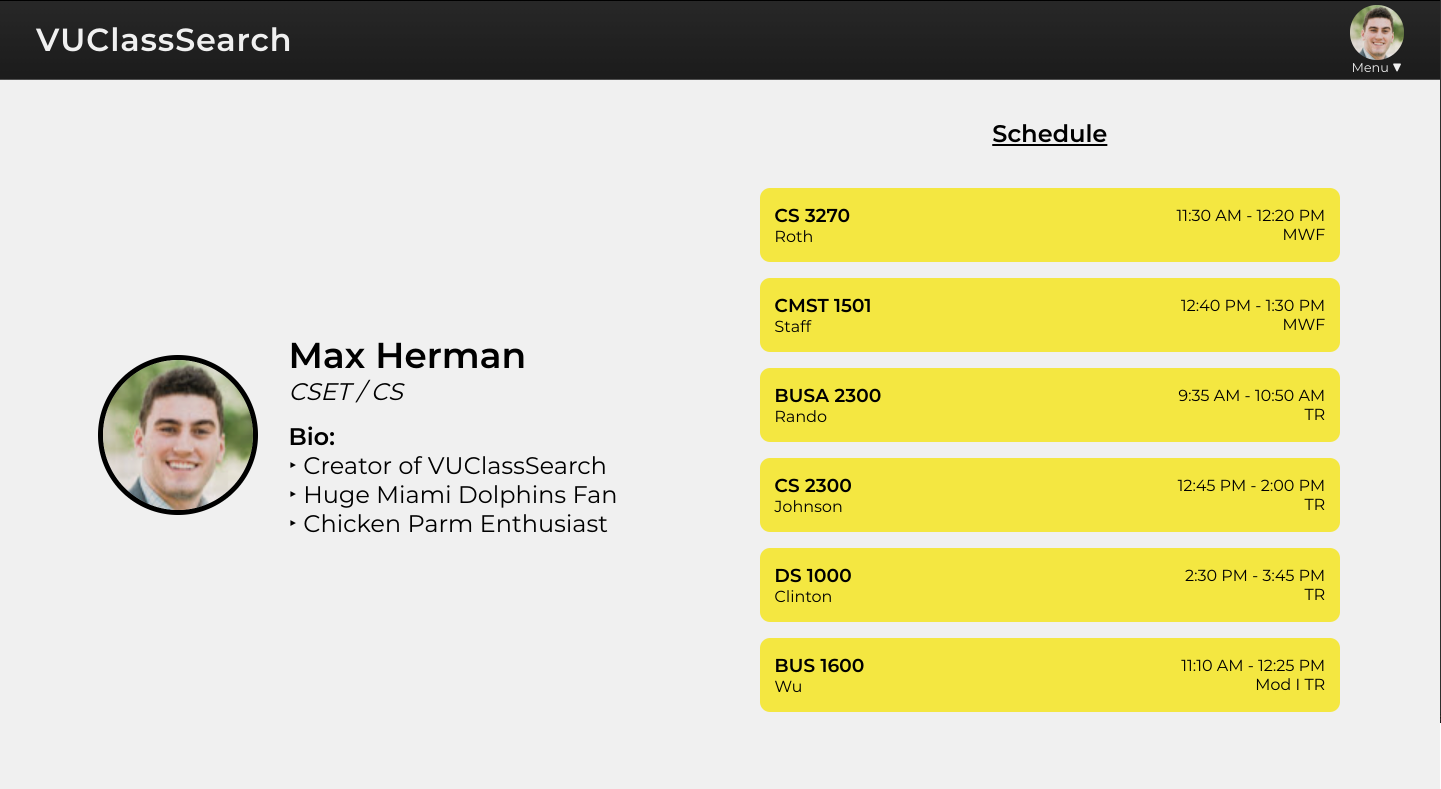 VUClassSearch
Menu ▼
Max Herman
CSET / CS
Bio:
‣ Creator of VUClassSearch
‣ Huge Miami Dolphins Fan
‣ Chicken Parm Enthusiast
Schedule
CS 3270 11:30 AM - 12:20 PM
Roth MWF
CMST 1501 12:40 PM - 1:30 PM
Staff MWF
BUSA 2300 9:35 AM - 10:50 AM
Rando TR
CS 2300 12:45 PM - 2:00 PM
Johnson TR
DS 1000 2:30 PM - 3:45 PM
Clinton TR
BUS 1600 11:10 AM - 12:25 PM
Wu Mod I TR